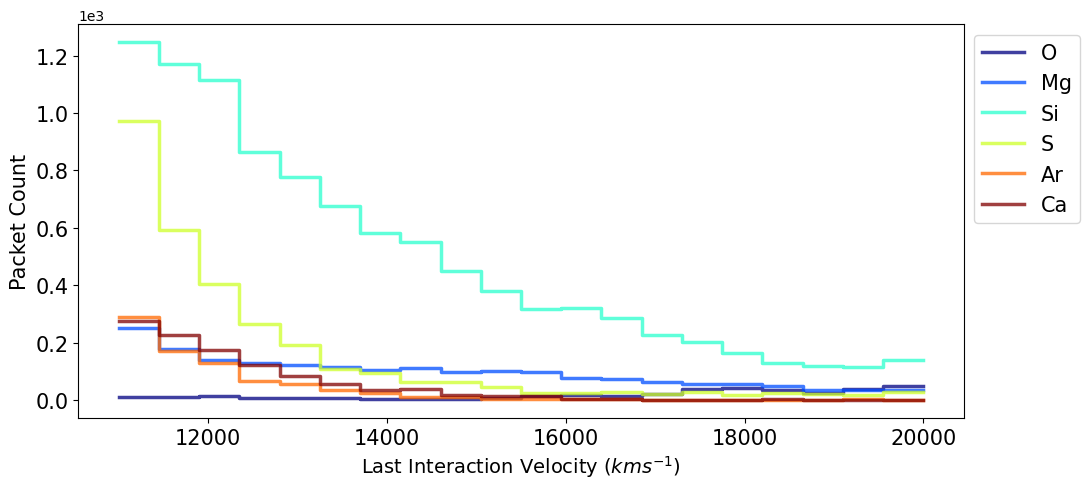 1e3
1.2
1.0
0.8
0.6
0.4
0.2
0.0
Packet Count
12000 14000 16000 18000 20000
Last Interaction Velocity (kms⁻¹)
O
Mg
Si
S
Ar
Ca